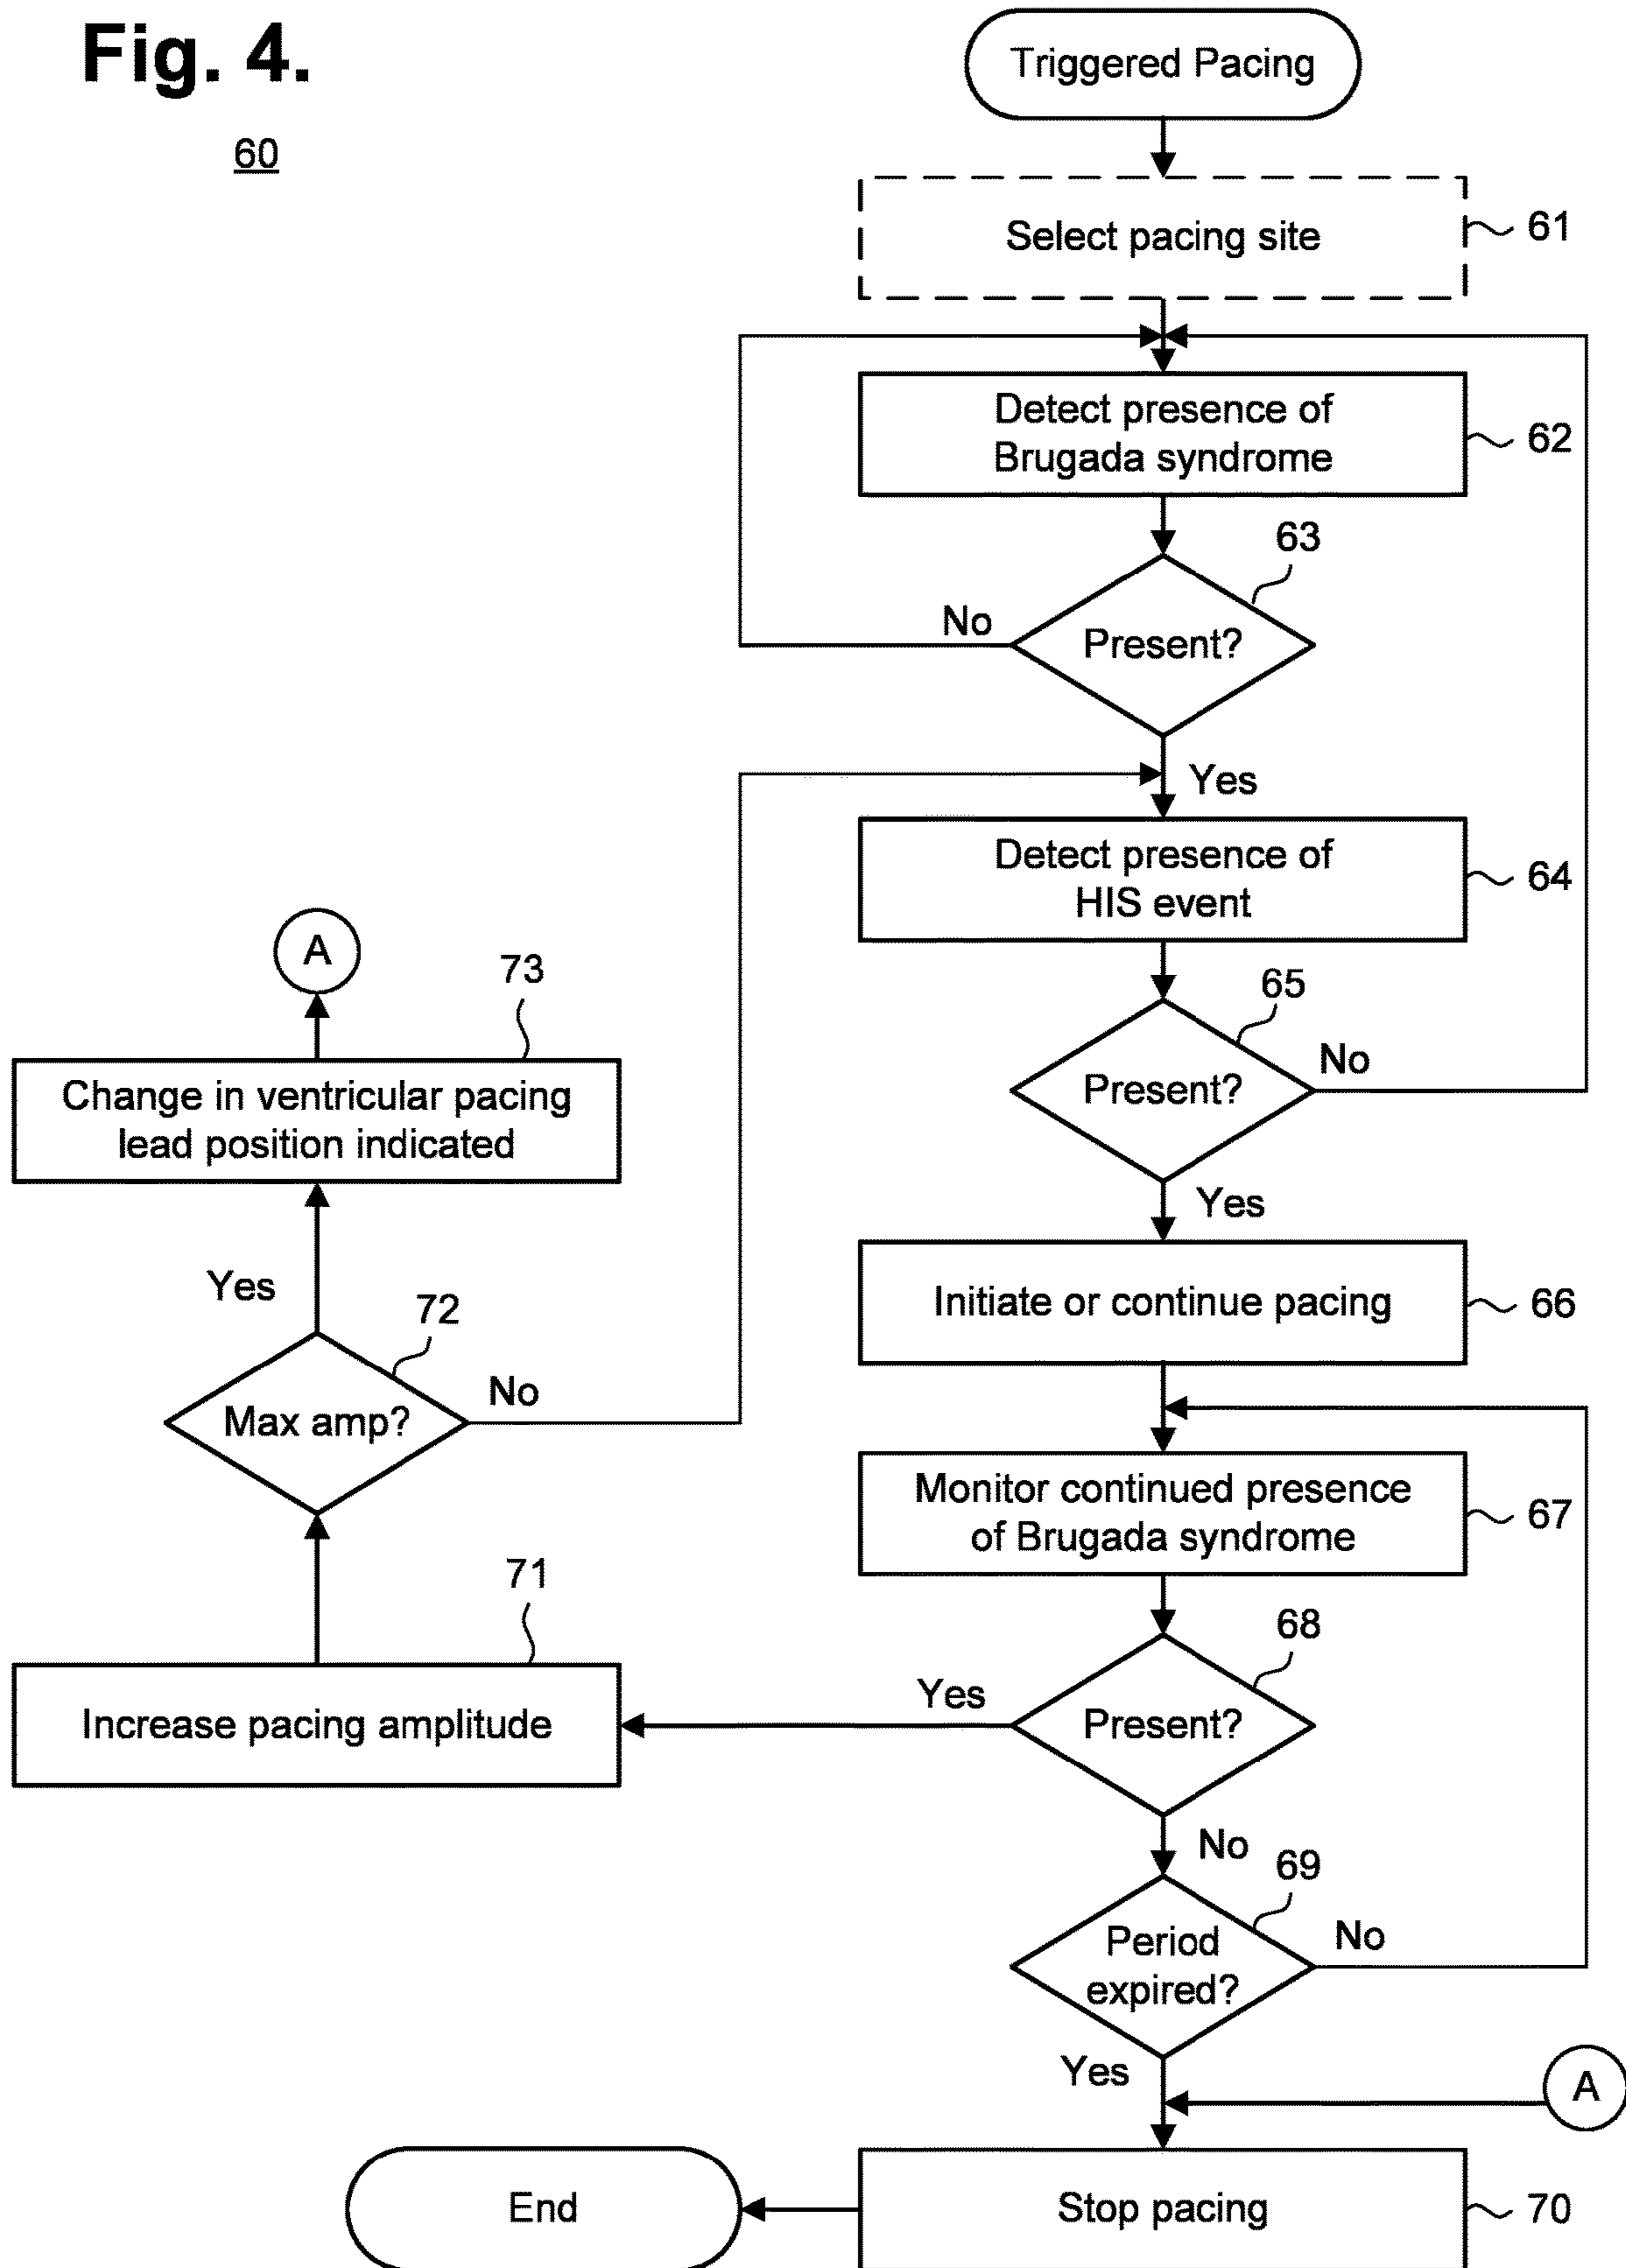 Fig. 4.
60
Triggered Pacing
Select pacing site
61
Detect presence of
Brugada syndrome
62
63
Present?
No
Yes
Detect presence of
HIS event
64
65
Present?
No
Yes
Initiate or continue pacing
66
Monitor continued presence
of Brugada syndrome
67
68
Present?
Yes
No
69
Period
expired?
No
Yes
A
Stop pacing
70
End
71
Increase pacing amplitude
72
Max amp?
No
Yes
73
Change in ventricular pacing
lead position indicated
A